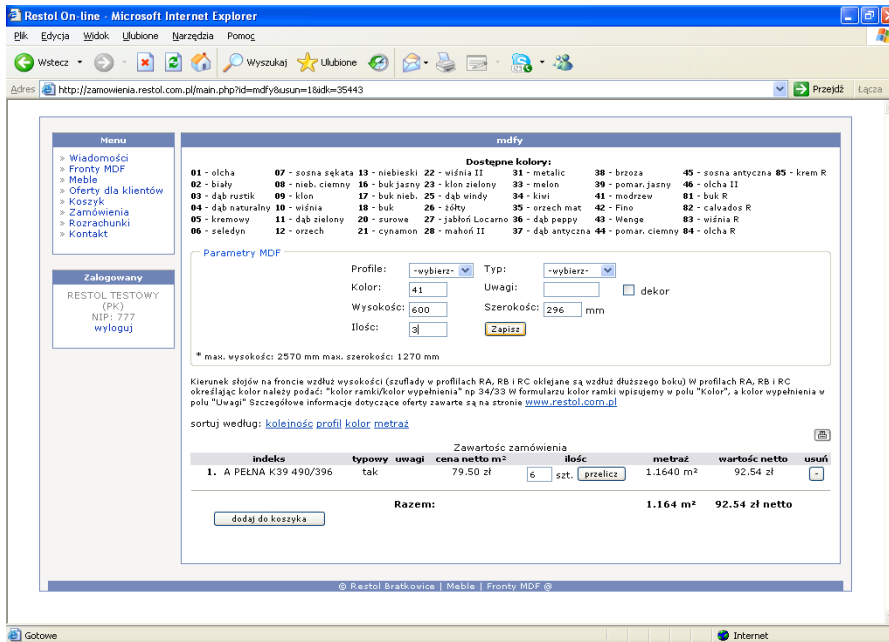 Restol On-line - Microsoft Internet Explorer
Plik Edycja Widok Ulubione Narzędzia Pomoc
Wstecz Wyszukaj Ulubione
Adres http://zamowienia.restol.com.pl/main.php?id=mdfy&usun=1&idk=35443 Przejdź Łącza
Menu
» Wiadomości
» Fronty MDF
» Meble
» Oferty dla klientów
» Koszyk
» Zamówienia
» Rozrachunki
» Kontakt
Zalogowany
RESTOL TESTOWY
(PK)
NIP: 777
wyloguj
mdfy
Dostępne kolory:
01 - olcha 07 - sosna sękata 13 - niebieski 22 - wiśnia II 31 - metalic 38 - brzoza 45 - sosna antyczna 85 - krem R
02 - biały 08 - nieb. ciemny 16 - buk jasny 23 - klon zielony 33 - melon 39 - pomar. jasny 46 - olcha II
03 - dąb rustik 09 - klon 17 - buk nieb. 25 - dąb windy 34 - kiwi 41 - modrzew 81 - buk R
04 - dąb naturalny 10 - wiśnia 18 - buk 26 - żółty 35 - orzech mat 42 - Fino 82 - calvados R
05 - kremowy 11 - dąb zielony 20 - surowe 27 - jabłoń Locarno 36 - dąb peppy 43 - Wenge 83 - wiśnia R
06 - seledyn 12 - orzech 21 - cynamon 28 - mahoń II 37 - dąb antyczna 44 - pomar. ciemny 84 - olcha R
Parametry MDF
Profile: -wybierz- Typ: -wybierz-
Kolor: 41 Uwagi: dekor
Wysokośc: 600 Szerokośc: 296 mm
Ilośc: 3 Zapisz
* max. wysokośc: 2570 mm max. szerokośc: 1270 mm
Kierunek słojów na froncie wzdłuż wysokości (szuflady w proflilach RA, RB i RC oklejane są wzdłuż dłuższego boku) W profilach RA, RB i RC
określając kolor należy podać: "kolor ramki/kolor wypełnienia" np 34/33 W formularzu kolor ramki wpisujemy w polu "Kolor", a kolor wypełnienia w
polu "Uwagi" Szczegółowe informacje dotyczące oferty zawarte są na stronie www.restol.com.pl
sortuj według: kolejnośc profil kolor metraż
Zawartośc zamówienia
indeks typowy uwagi cena netto m² ilośc metraż wartośc netto usuń
1. A PEŁNA K39 490/396 tak 79.50 zł 6 szt. przelicz 1.1640 m² 92.54 zł -
Razem: 1.164 m² 92.54 zł netto
dodaj do koszyka
© Restol Bratkowice | Meble | Fronty MDF @
Gotowe Internet